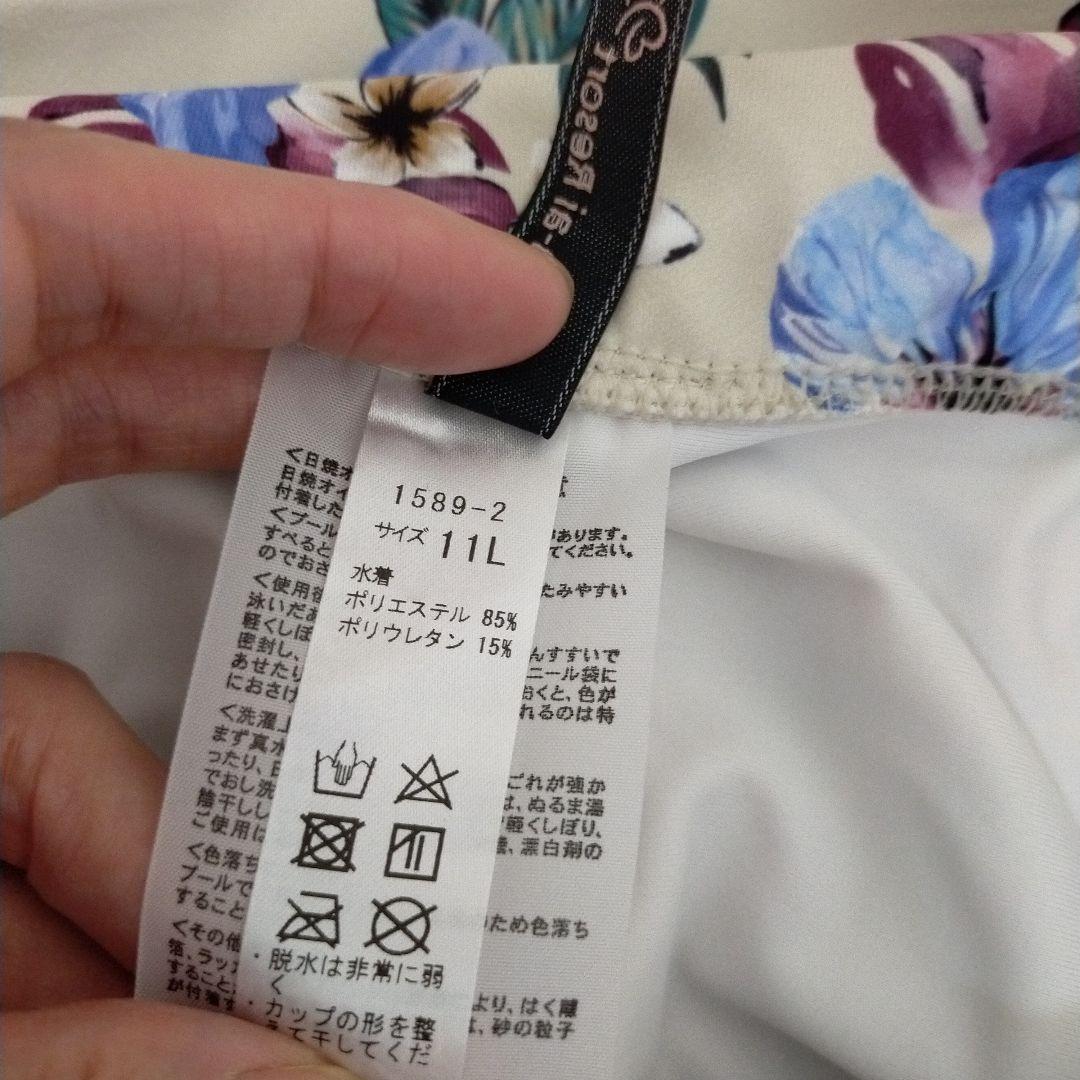 Resort
1589-2
サイズ 11L
水着
ポリエステル 85%
ポリウレタン 15%
・脱水は非常に弱
く
・カップの形を整
えて干してくだ
<日焼オ
日焼オイ
付着した
<プール
があります。
すべると
てください。
のでおさ
<使用後
たみやすい
泳いだあ
軽くしぼ
んすすいで
密封し、
ニール袋に
あせたり
おくと、色が
におさけ
れるのは特
<洗濯上
まず真水
ったり、日
ごれが強か
でおし洗
は、ぬるま湯
陰干しし
軽くしぼり、
ご使用は
、漂白剤の
<色落ち
プールで
のため色落ち
すること
<その他
箔、ラッカ
より、はく離
すること
は、砂の粒子
が付着す